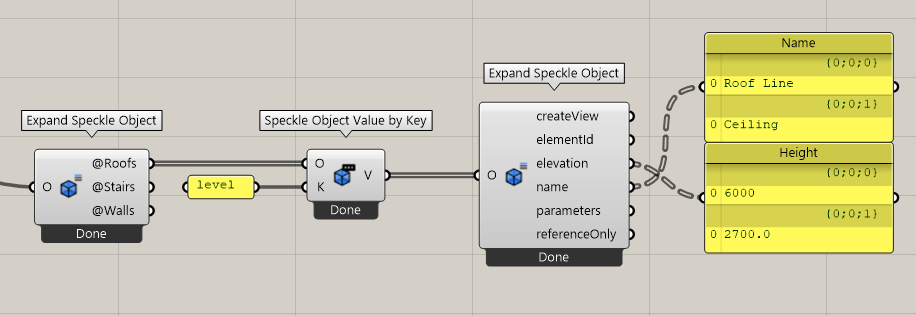 Expand Speckle Object
O
@Roofs
@Stairs
@Walls
Done
level
Speckle Object Value by Key
O
K
V
Done
Expand Speckle Object
O
createView
elementId
elevation
name
parameters
referenceOnly
Done
Name
{0;0;0}
0 Roof Line
{0;0;1}
0 Ceiling
Height
{0;0;0}
0 6000
{0;0;1}
0 2700.0